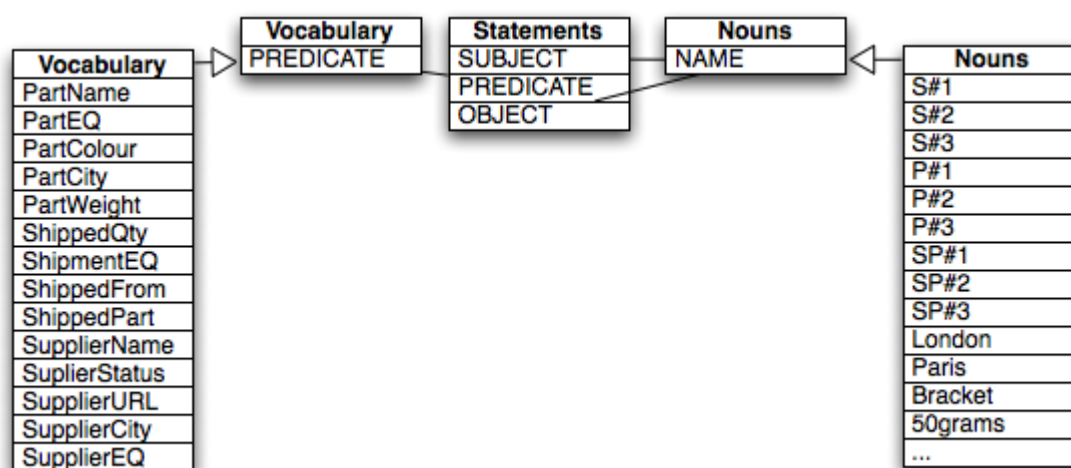 Vocabulary
PREDICATE
Statements
SUBJECT
PREDICATE
OBJECT
Nouns
NAME
Vocabulary
PartName
PartEQ
PartColour
PartCity
PartWeight
ShippedQty
ShipmentEQ
ShippedFrom
ShippedPart
SupplierName
SuplierStatus
SupplierURL
SupplierCity
SupplierEQ
Nouns
S#1
S#2
S#3
P#1
P#2
P#3
SP#1
SP#2
SP#3
London
Paris
Bracket
50grams
...